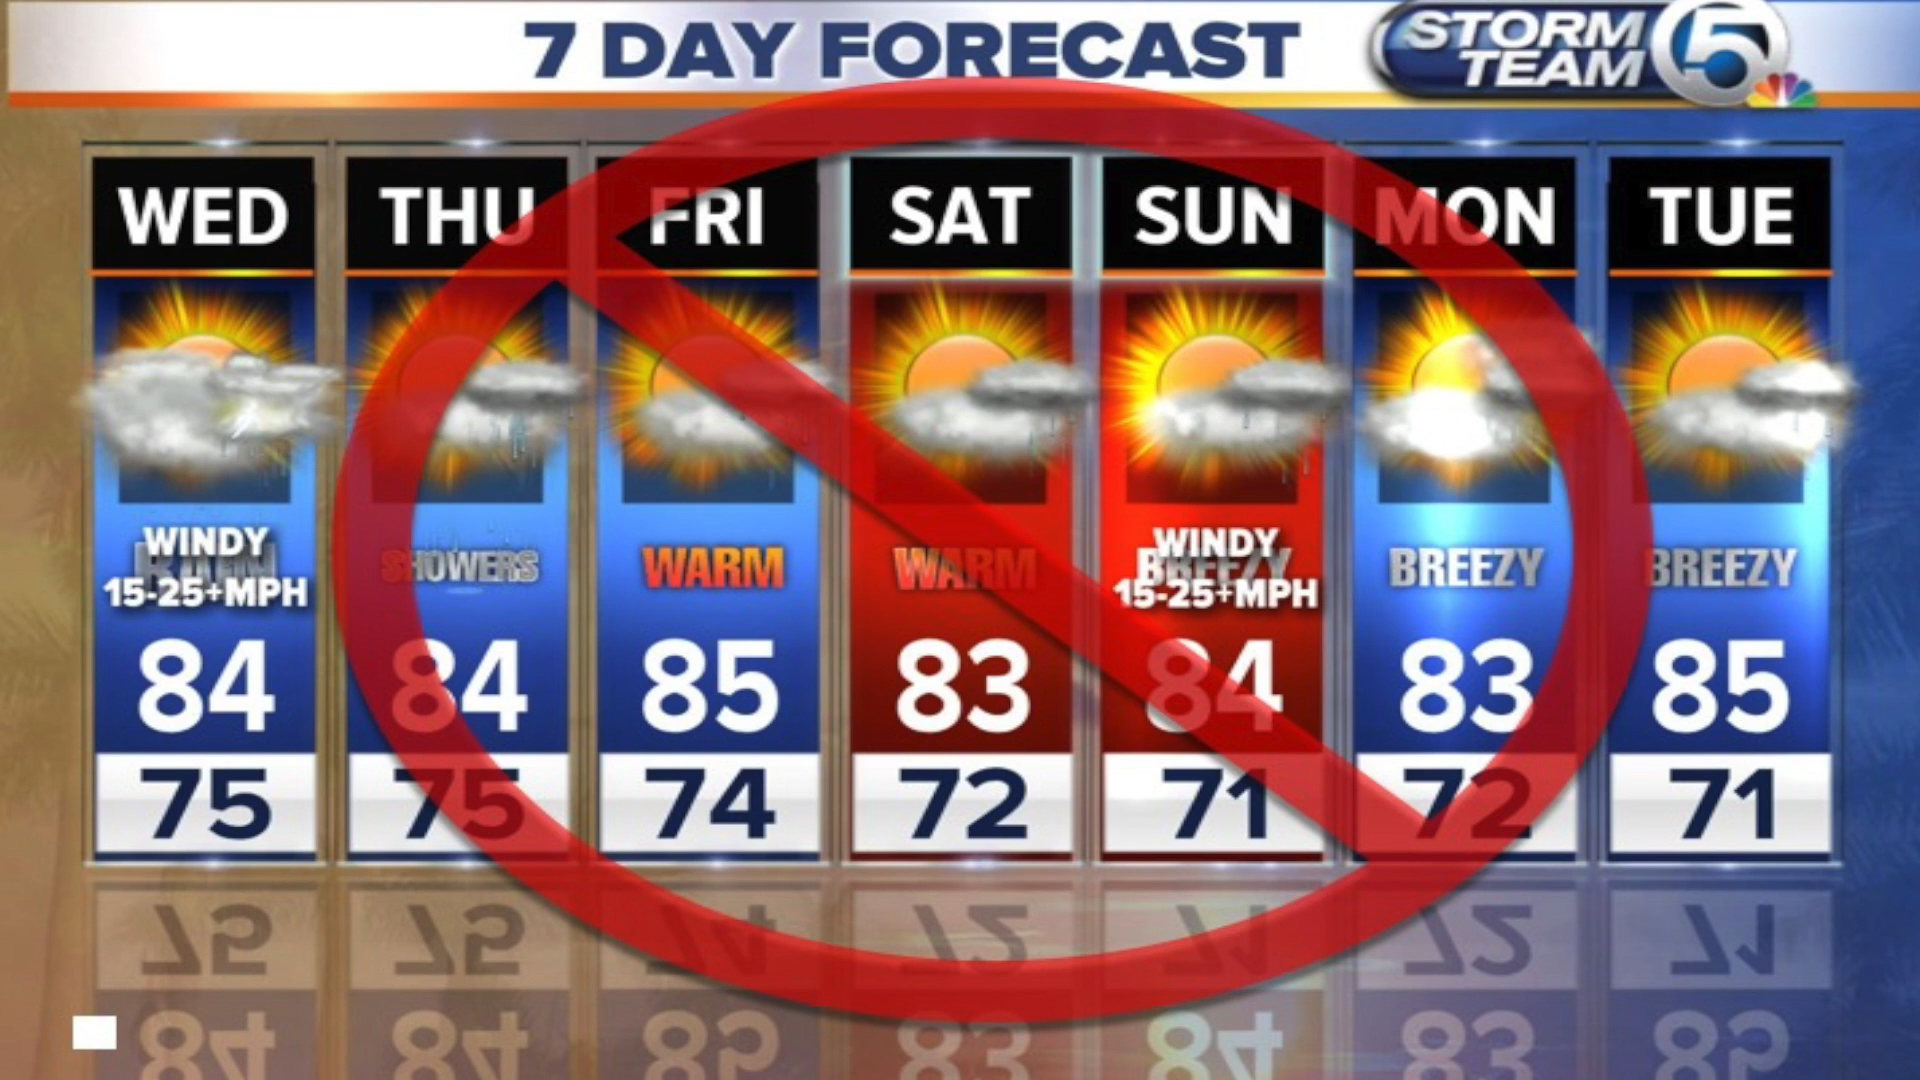 7 DAY FORECAST
STORM
TEAM 5
WED THU FRI SAT SUN MON TUE
WINDY
RAIN
15-25+MPH
SHOWERS
WARM
WARM
WINDY
BREEZY
15-25+MPH
BREEZY
BREEZY
84 84 85 83 84 83 85
75 75 74 72 71 72 71